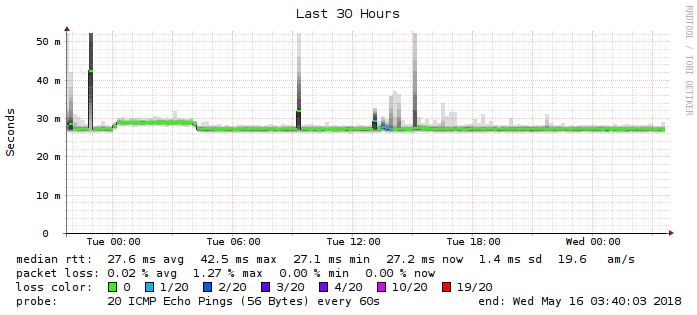 Last 30 Hours
RRDTOOL / TOBI OETIKER
Seconds
50 m
40 m
30 m
20 m
10 m
0
Tue 00:00 Tue 06:00 Tue 12:00 Tue 18:00 Wed 00:00
median rtt: 27.6 ms avg 42.5 ms max 27.1 ms min 27.2 ms now 1.4 ms sd 19.6 am/s
packet loss: 0.02 % avg 1.27 % max 0.00 % min 0.00 % now
loss color: 0 1/20 2/20 3/20 4/20 10/20 19/20
probe: 20 ICMP Echo Pings (56 Bytes) every 60s end: Wed May 16 03:40:03 2018